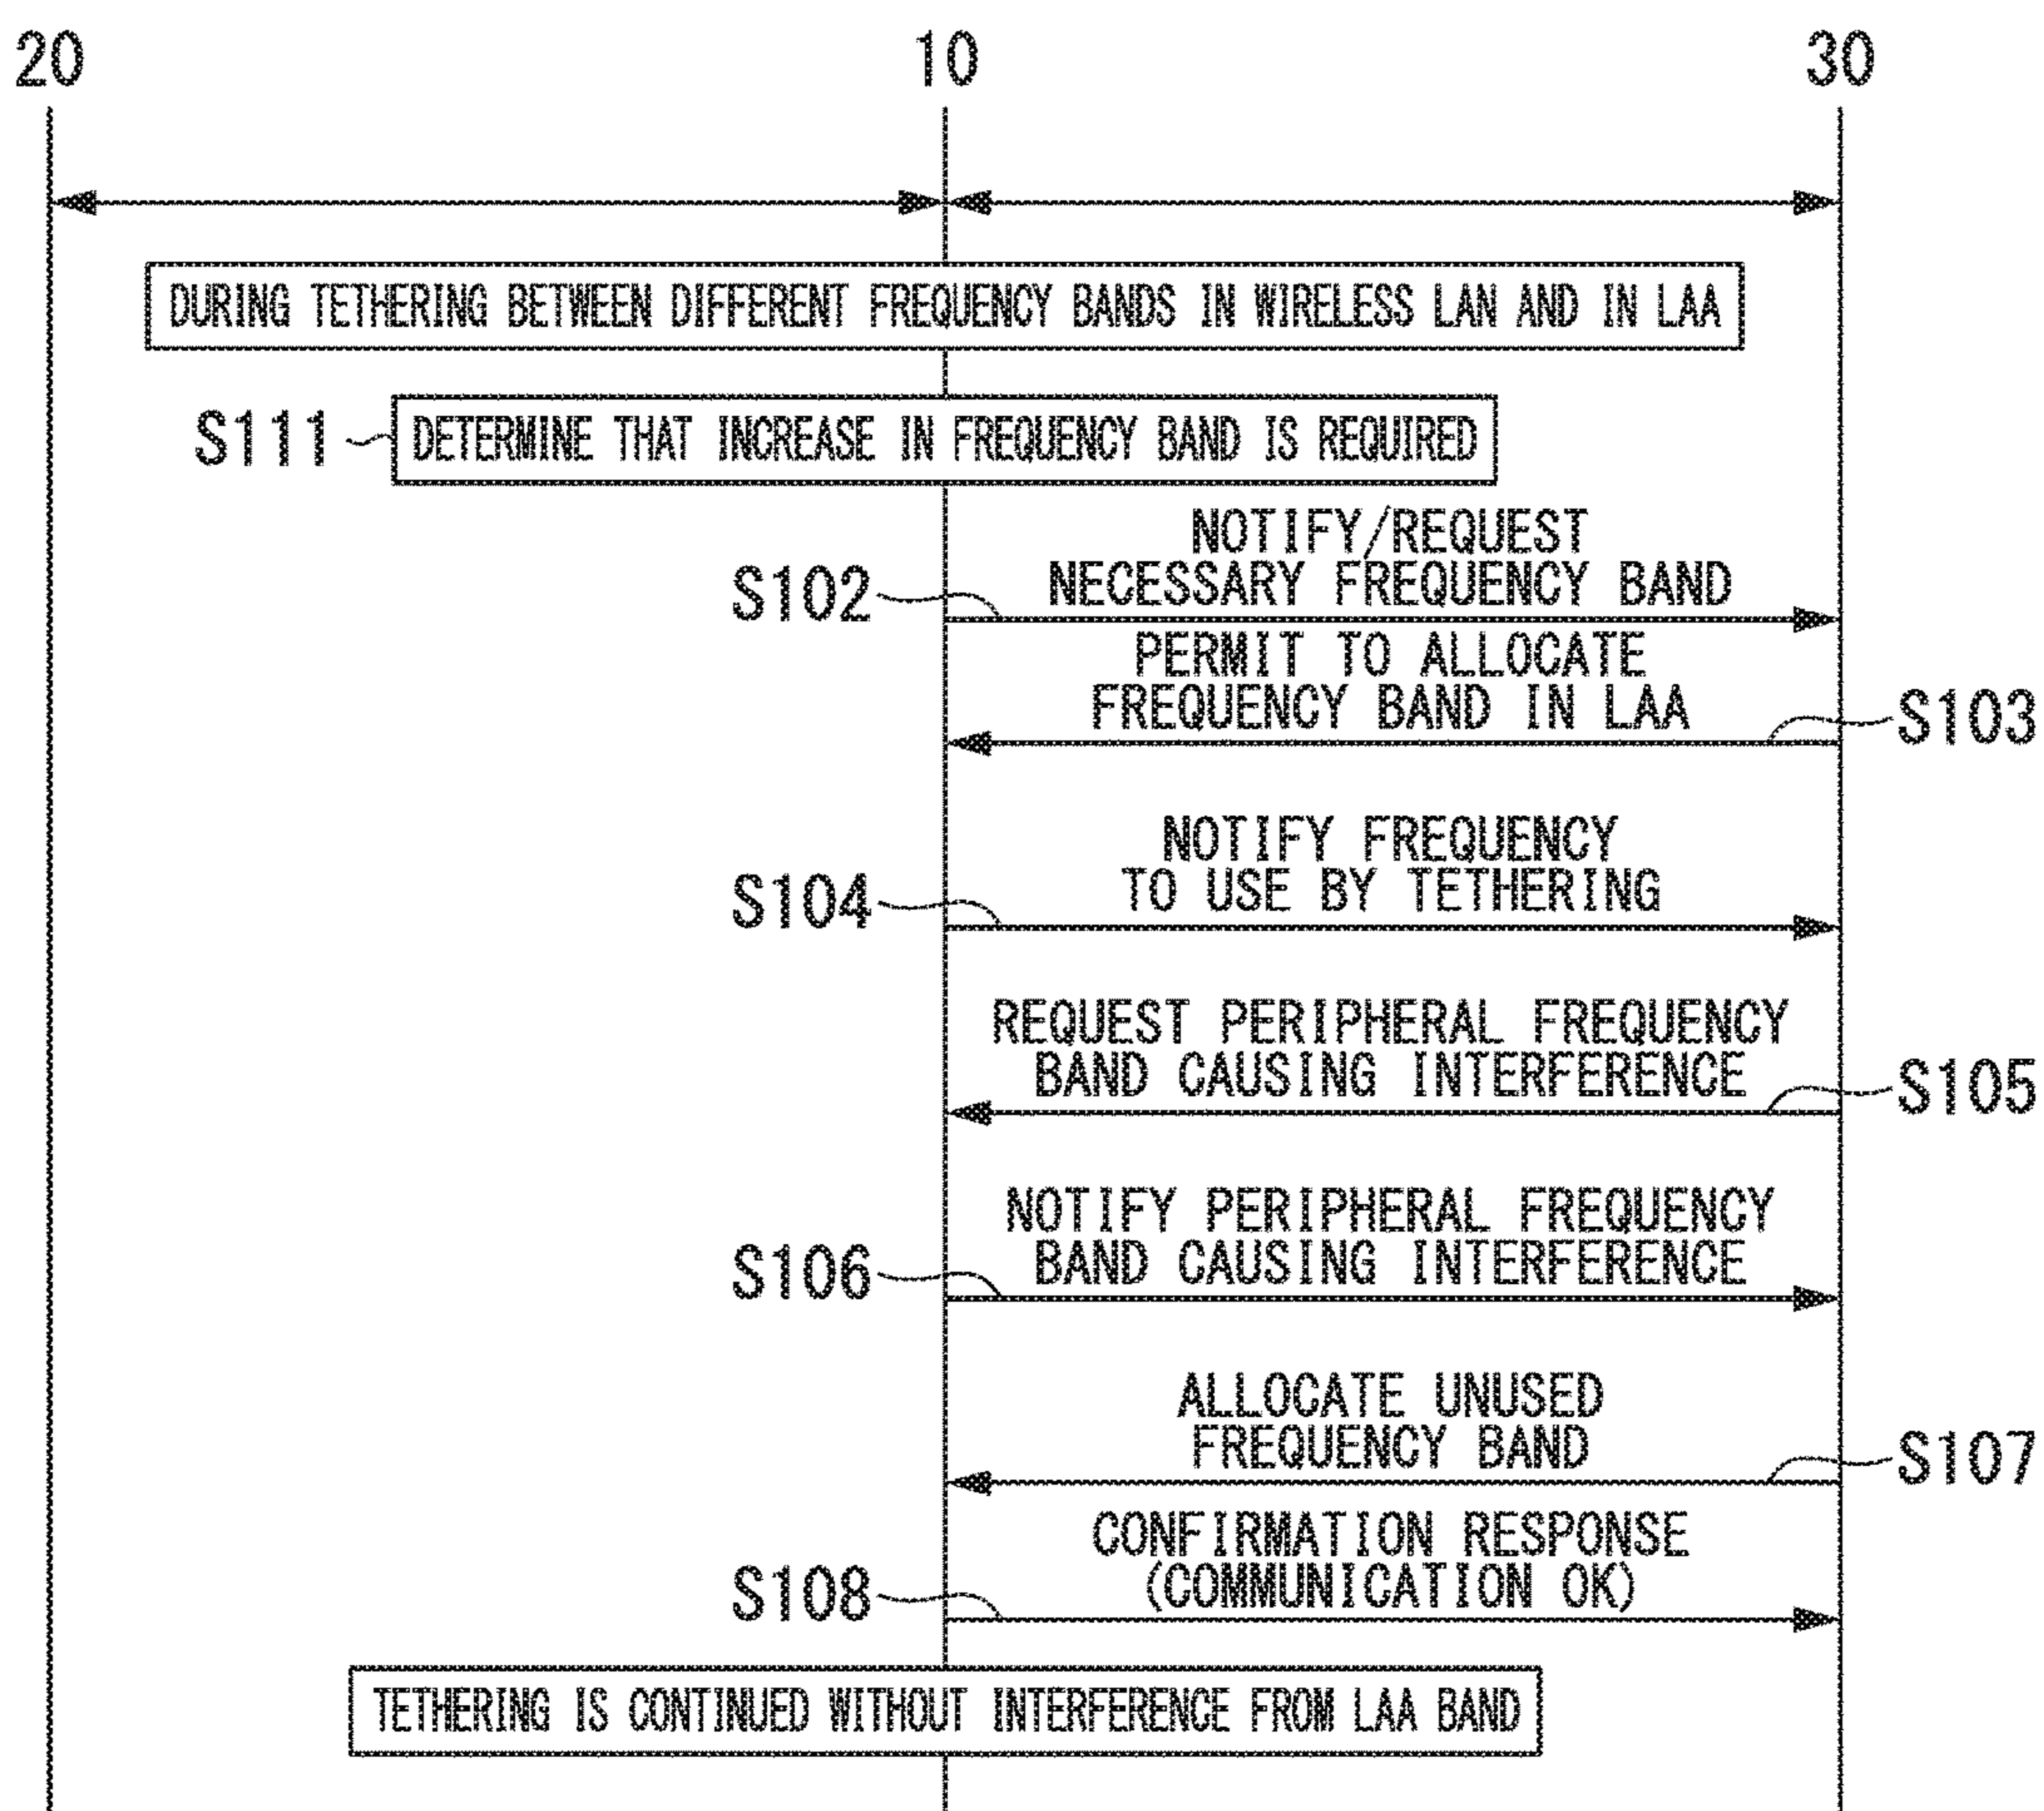 20 10 30
DURING TETHERING BETWEEN DIFFERENT FREQUENCY BANDS IN WIRELESS LAN AND IN LAA
S111 DETERMINE THAT INCREASE IN FREQUENCY BAND IS REQUIRED
NOTIFY/REQUEST
NECESSARY FREQUENCY BAND
S102
PERMIT TO ALLOCATE
FREQUENCY BAND IN LAA
S103
NOTIFY FREQUENCY
TO USE BY TETHERING
S104
REQUEST PERIPHERAL FREQUENCY
BAND CAUSING INTERFERENCE
S105
NOTIFY PERIPHERAL FREQUENCY
BAND CAUSING INTERFERENCE
S106
ALLOCATE UNUSED
FREQUENCY BAND
S107
CONFIRMATION RESPONSE
(COMMUNICATION OK)
S108
TETHERING IS CONTINUED WITHOUT INTERFERENCE FROM LAA BAND